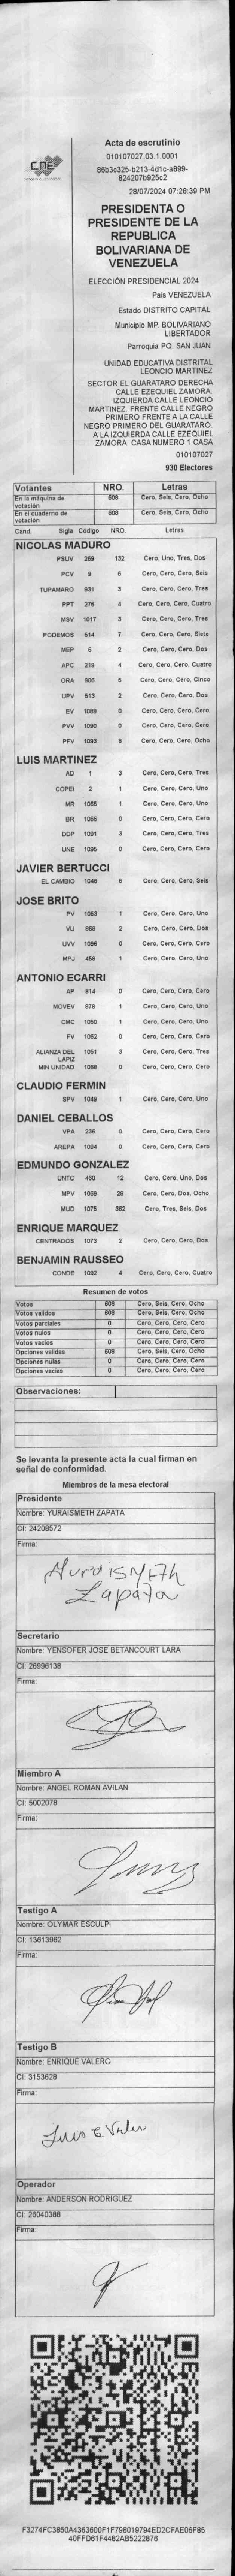 CNE
Acta de escrutinio
010107027.03.1.0001
86b3c325-b213-4d1c-a899-
824207b925c2
28/07/2024 07:28:39 PM
PRESIDENTA O
PRESIDENTE DE LA
REPUBLICA
BOLIVARIANA DE
VENEZUELA
ELECCIÓN PRESIDENCIAL 2024
Pais VENEZUELA
Estado DISTRITO CAPITAL
Municipio MP. BOLIVARIANO
LIBERTADOR
Parroquia PQ. SAN JUAN
UNIDAD EDUCATIVA DISTRITAL
LEONCIO MARTINEZ
SECTOR EL GUARATARO DERECHA
CALLE EZEQUIEL ZAMORA.
IZQUIERDA CALLE LEONCIO
MARTINEZ. FRENTE CALLE NEGRO
PRIMERO FRENTE A LA CALLE
NEGRO PRIMERO DEL GUARATARO.
A LA IZQUIERDA CALLE EZEQUIEL
ZAMORA. CASA NUMERO 1 CASA
010107027
930 Electores
Votantes NRO. Letras
En la máquina de votación 608 Cero, Seis, Cero, Ocho
En el cuaderno de votación 608 Cero, Seis, Cero, Ocho
Cand. Sigla Código NRO. Letras
NICOLAS MADURO
PSUV 269 132 Cero, Uno, Tres, Dos
PCV 9 6 Cero, Cero, Cero, Seis
TUPAMARO 931 3 Cero, Cero, Cero, Tres
PPT 275 4 Cero, Cero, Cero, Cuatro
MSV 1017 3 Cero, Cero, Cero, Tres
PODEMOS 514 7 Cero, Cero, Cero, Siete
MEP 6 2 Cero, Cero, Cero, Dos
APC 219 4 Cero, Cero, Cero, Cuatro
ORA 906 5 Cero, Cero, Cero, Cinco
UPV 513 2 Cero, Cero, Cero, Dos
EV 1089 0 Cero, Cero, Cero, Cero
PVV 1090 0 Cero, Cero, Cero, Cero
PFV 1093 8 Cero, Cero, Cero, Ocho
LUIS MARTINEZ
AD 1 3 Cero, Cero, Cero, Tres
COPEI 2 1 Cero, Cero, Cero, Uno
MR 1065 1 Cero, Cero, Cero, Uno
BR 1086 0 Cero, Cero, Cero, Cero
DDP 1091 3 Cero, Cero, Cero, Tres
UNE 1095 0 Cero, Cero, Cero, Cero
JAVIER BERTUCCI
EL CAMBIO 1048 6 Cero, Cero, Cero, Seis
JOSE BRITO
PV 1053 1 Cero, Cero, Cero, Uno
VU 958 2 Cero, Cero, Cero, Dos
UVV 1096 0 Cero, Cero, Cero, Cero
MPJ 458 1 Cero, Cero, Cero, Uno
ANTONIO ECARRI
AP 814 0 Cero, Cero, Cero, Cero
MOVEV 878 1 Cero, Cero, Cero, Uno
CMC 1050 1 Cero, Cero, Cero, Uno
FV 1052 0 Cero, Cero, Cero, Cero
ALIANZA DEL LAPIZ 1051 3 Cero, Cero, Cero, Tres
MIN UNIDAD 1088 0 Cero, Cero, Cero, Cero
CLAUDIO FERMIN
SPV 1049 1 Cero, Cero, Cero, Uno
DANIEL CEBALLOS
VPA 236 0 Cero, Cero, Cero, Cero
AREPA 1094 0 Cero, Cero, Cero, Cero
EDMUNDO GONZALEZ
UNTC 460 12 Cero, Cero, Uno, Dos
MPV 1069 28 Cero, Cero, Dos, Ocho
MUD 1075 362 Cero, Tres, Seis, Dos
ENRIQUE MARQUEZ
CENTRADOS 1073 2 Cero, Cero, Cero, Dos
BENJAMIN RAUSSEO
CONDE 1092 4 Cero, Cero, Cero, Cuatro
Resumen de votos
Votos 608 Cero, Seis, Cero, Ocho
Votos validos 608 Cero, Seis, Cero, Ocho
Votos parciales 0 Cero, Cero, Cero, Cero
Votos nulos 0 Cero, Cero, Cero, Cero
Votos vacios 0 Cero, Cero, Cero, Cero
Opciones validas 608 Cero, Seis, Cero, Ocho
Opciones nulas 0 Cero, Cero, Cero, Cero
Opciones vacias 0 Cero, Cero, Cero, Cero
Observaciones:
Se levanta la presente acta la cual firman en
señal de conformidad.
Miembros de la mesa electoral
Presidente
Nombre: YURAISMETH ZAPATA
CI: 24208572
Firma:
Zapata
Secretario
Nombre: YENSOFER JOSE BETANCOURT LARA
CI: 26996138
Firma:
Miembro A
Nombre: ANGEL ROMAN AVILAN
CI: 5002078
Firma:
Testigo A
Nombre: OLYMAR ESCULPI
CI: 13613962
Firma:
Testigo B
Nombre: ENRIQUE VALERO
CI: 3153628
Firma:
Luis E Valero
Operador
Nombre: ANDERSON RODRIGUEZ
CI: 26040388
Firma:
F3274FC3850A4363600F1F798019794ED2CFAE06F85
40FFD61F4482AB5222876